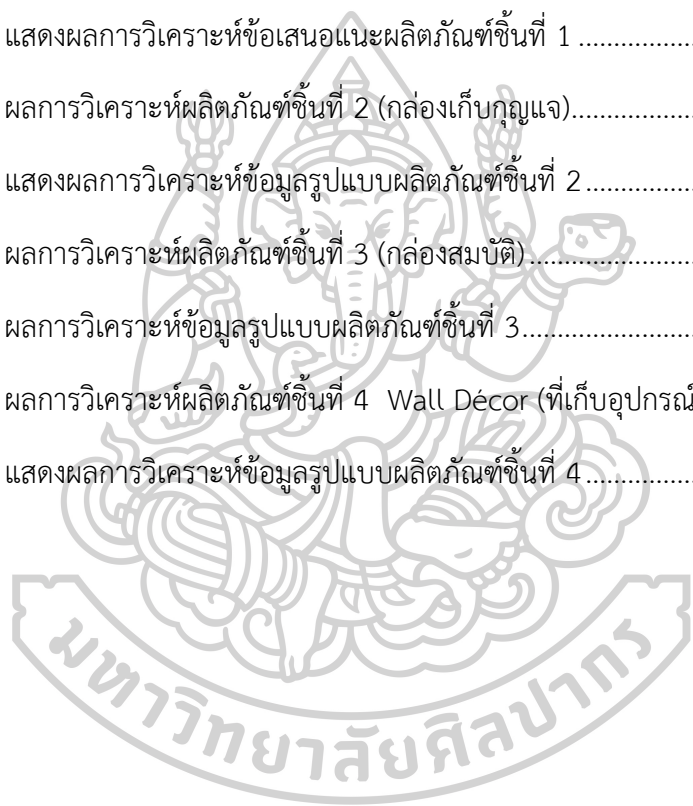 แสดงผลการวิเคราะห์ข้อเสนอแนะผลิตภัณฑ์ชิ้นที่ 1 .................
ผลการวิเคราะห์ผลิตภัณฑ์ชิ้นที่ 2 (กล่องเก็บกุญแจ)..................
แสดงผลการวิเคราะห์ข้อมูลรูปแบบผลิตภัณฑ์ชิ้นที่ 2 ................
ผลการวิเคราะห์ผลิตภัณฑ์ชิ้นที่ 3 (กล่องสมบัติ) .......................
ผลการวิเคราะห์ข้อมูลรูปแบบผลิตภัณฑ์ชิ้นที่ 3........................
ผลการวิเคราะห์ผลิตภัณฑ์ชิ้นที่ 4 Wall Décor (ที่เก็บอุปกรณ์
แสดงผลการวิเคราะห์ข้อมูลรูปแบบผลิตภัณฑ์ชิ้นที่ 4 ................
มหาวิทยาลัยศิลปากร